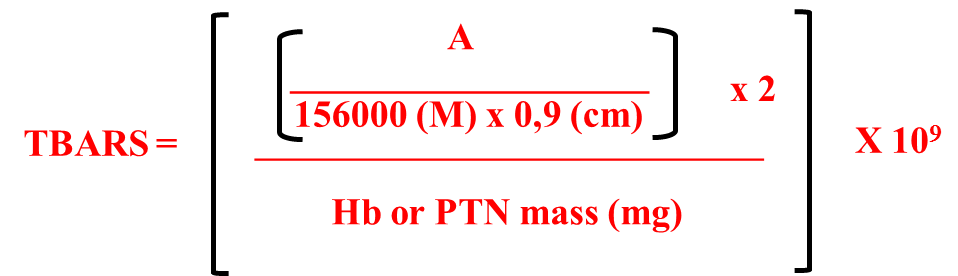 A
156000 (M) x 0,9 (cm)
x 2
TBARS =
X 10⁹
Hb or PTN mass (mg)